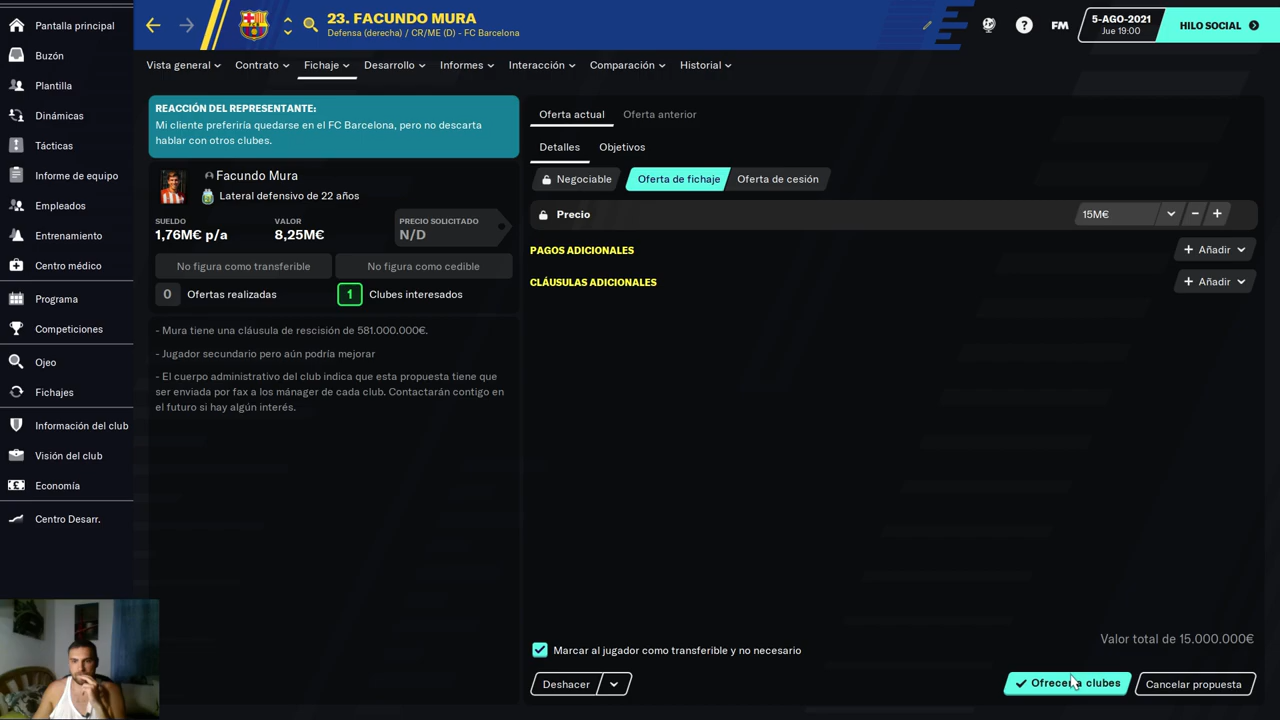 Pantalla principal
Buzón
Plantilla
Dinámicas
Tácticas
Informe de equipo
Empleados
Entrenamiento
Centro médico
Programa
Competiciones
Ojeo
Fichajes
Información del club
Visión del club
Economía
Centro Desarr.
23. FACUNDO MURA
Defensa (derecha) / CR/ME (D) - FC Barcelona
FM
5-AGO-2021
Jue 19:00
HILO SOCIAL
Vista general
Contrato
Fichaje
Desarrollo
Informes
Interacción
Comparación
Historial
REACCIÓN DEL REPRESENTANTE:
Mi cliente preferiría quedarse en el FC Barcelona, pero no descarta
hablar con otros clubes.
Facundo Mura
Lateral defensivo de 22 años
SUELDO
1,76M€ p/a
VALOR
8,25M€
PRECIO SOLICITADO
N/D
No figura como transferible
No figura como cedible
0 Ofertas realizadas
1 Clubes interesados
- Mura tiene una cláusula de rescisión de 581.000.000€.
- Jugador secundario pero aún podría mejorar
- El cuerpo administrativo del club indica que esta propuesta tiene que
ser enviada por fax a los mánager de cada club. Contactarán contigo en
el futuro si hay algún interés.
Oferta actual
Oferta anterior
Detalles
Objetivos
Negociable
Oferta de fichaje
Oferta de cesión
Precio
15M€
PAGOS ADICIONALES
+ Añadir
CLÁUSULAS ADICIONALES
+ Añadir
Valor total de 15.000.000€
Marcar al jugador como transferible y no necesario
Deshacer
Ofrecer a clubes
Cancelar propuesta